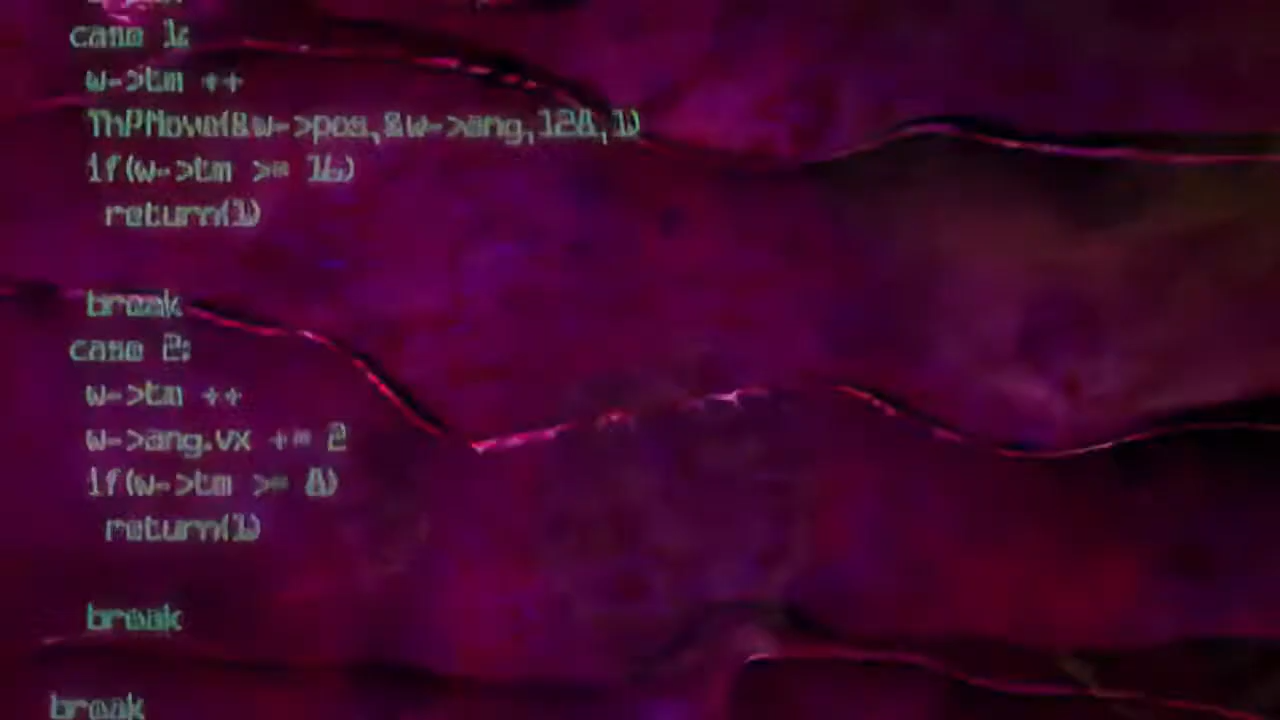 case 1:
w->tm ++
ThPMove(&w->pos,&w->ang,128,1)
if(w->tm >= 16)
return(1)
break
case 2:
w->tm ++
w->ang.vx += 2
if(w->tm >= 8)
return(1)
break
break